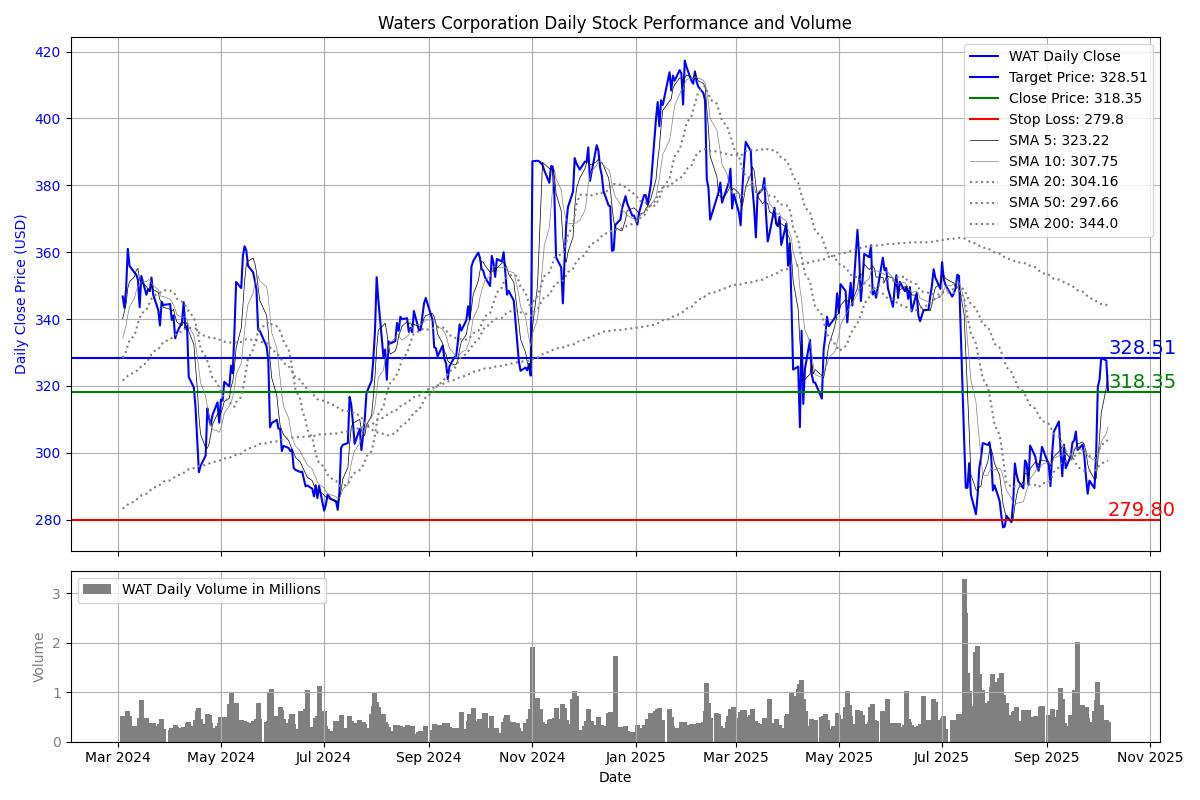 Waters Corporation Daily Stock Performance and Volume
Daily Close Price (USD)
420
400
380
360
340
320
300
280
WAT Daily Close
Target Price: 328.51
Close Price: 318.35
Stop Loss: 279.8
SMA 5: 323.22
SMA 10: 307.75
SMA 20: 304.16
SMA 50: 297.66
SMA 200: 344.0
328.51
318.35
279.80
Volume
3
2
1
0
WAT Daily Volume in Millions
Mar 2024 May 2024 Jul 2024 Sep 2024 Nov 2024 Jan 2025 Mar 2025 May 2025 Jul 2025 Sep 2025 Nov 2025
Date